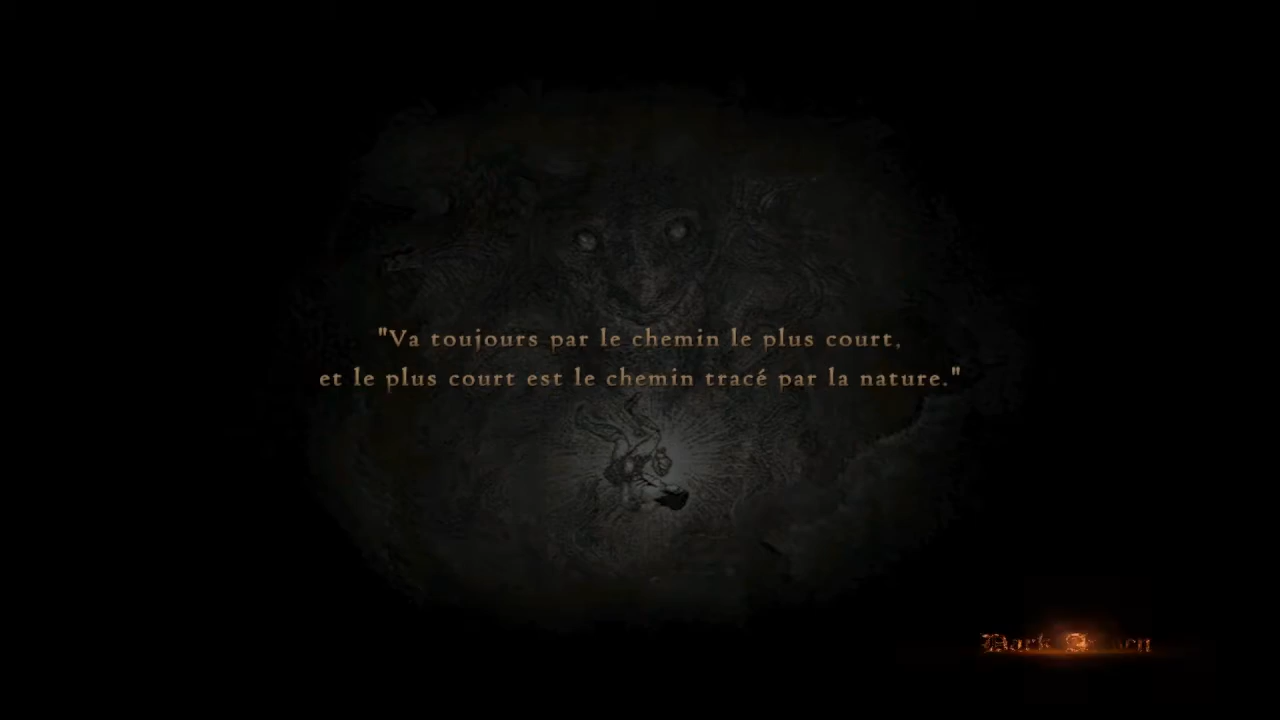 "Va toujours par le chemin le plus court,
et le plus court est le chemin tracé par la nature."
Dark